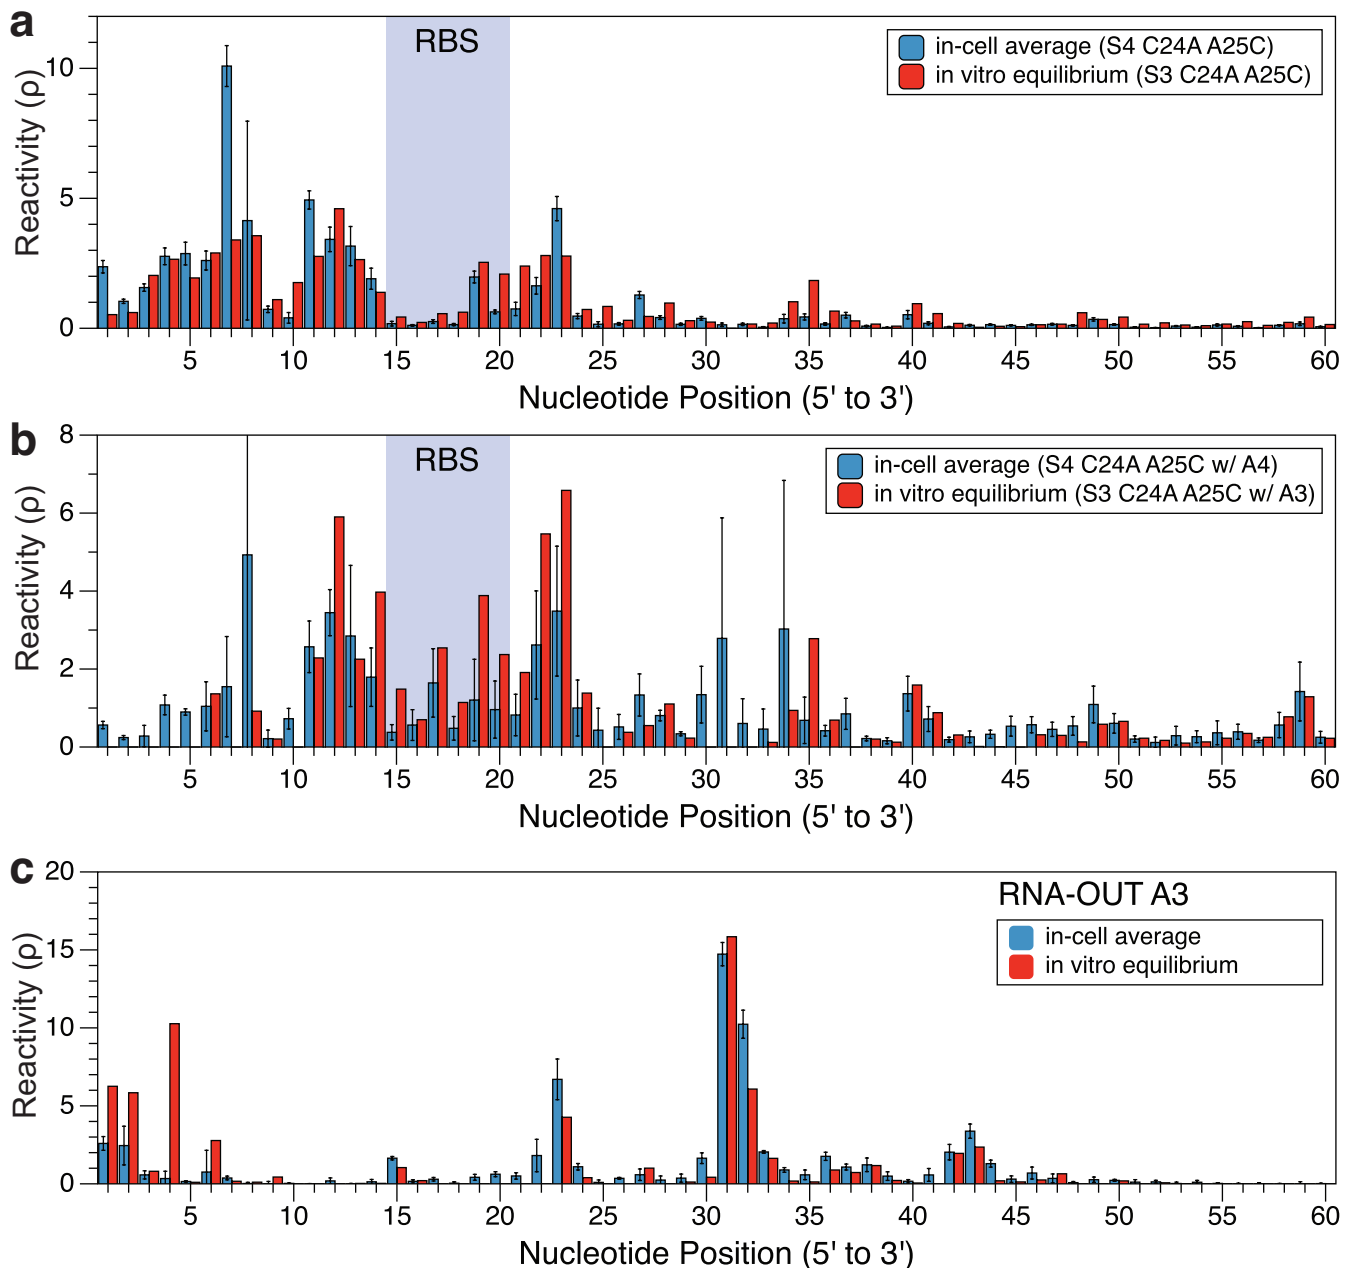 a
RBS
in-cell average (S4 C24A A25C)
in vitro equilibrium (S3 C24A A25C)
Reactivity (ρ)
10
5
0
5 10 15 20 25 30 35 40 45 50 55 60
Nucleotide Position (5' to 3')
b
RBS
in-cell average (S4 C24A A25C w/ A4)
in vitro equilibrium (S3 C24A A25C w/ A3)
Reactivity (ρ)
8
6
4
2
0
5 10 15 20 25 30 35 40 45 50 55 60
Nucleotide Position (5' to 3')
c
RNA-OUT A3
in-cell average
in vitro equilibrium
Reactivity (ρ)
20
15
10
5
0
5 10 15 20 25 30 35 40 45 50 55 60
Nucleotide Position (5' to 3')